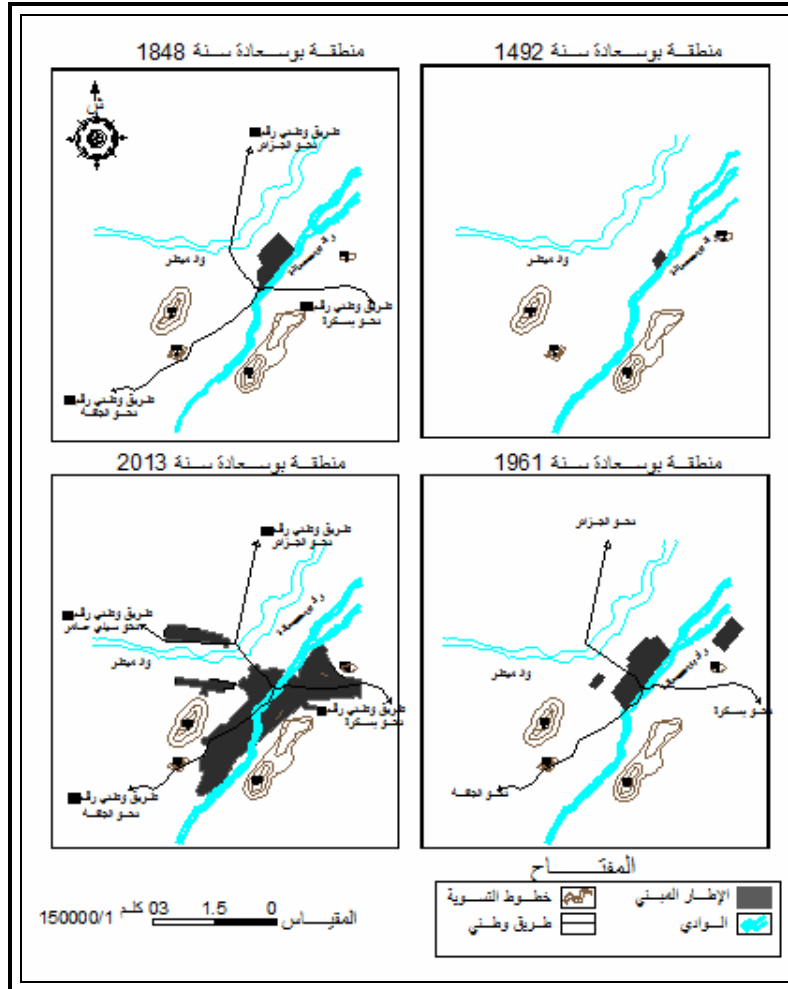 منطقة بوسعادة سنة 1492
واد ميطر
منطقة بوسعادة سنة 1848
ش
طريق وطني رقم
نحو الجزائر
واد ميطر
طريق وطني رقم
نحو بسكرة
طريق وطني رقم
نحو الجلفة
منطقة بوسعادة سنة 1961
نحو الجزائر
واد ميطر
نحو بسكرة
نحو الجلفة
منطقة بوسعادة سنة 2013
طريق وطني رقم
نحو الجزائر
طريق وطني رقم
نحو سيدي عامر
واد ميطر
طريق وطني رقم
نحو بسكرة
طريق وطني رقم
نحو الجلفة
المفتاح
الإطار المبني
خطوط التسوية
الوادي
طريق وطني
المقياس 0 1.5 03 كلم 150000/1